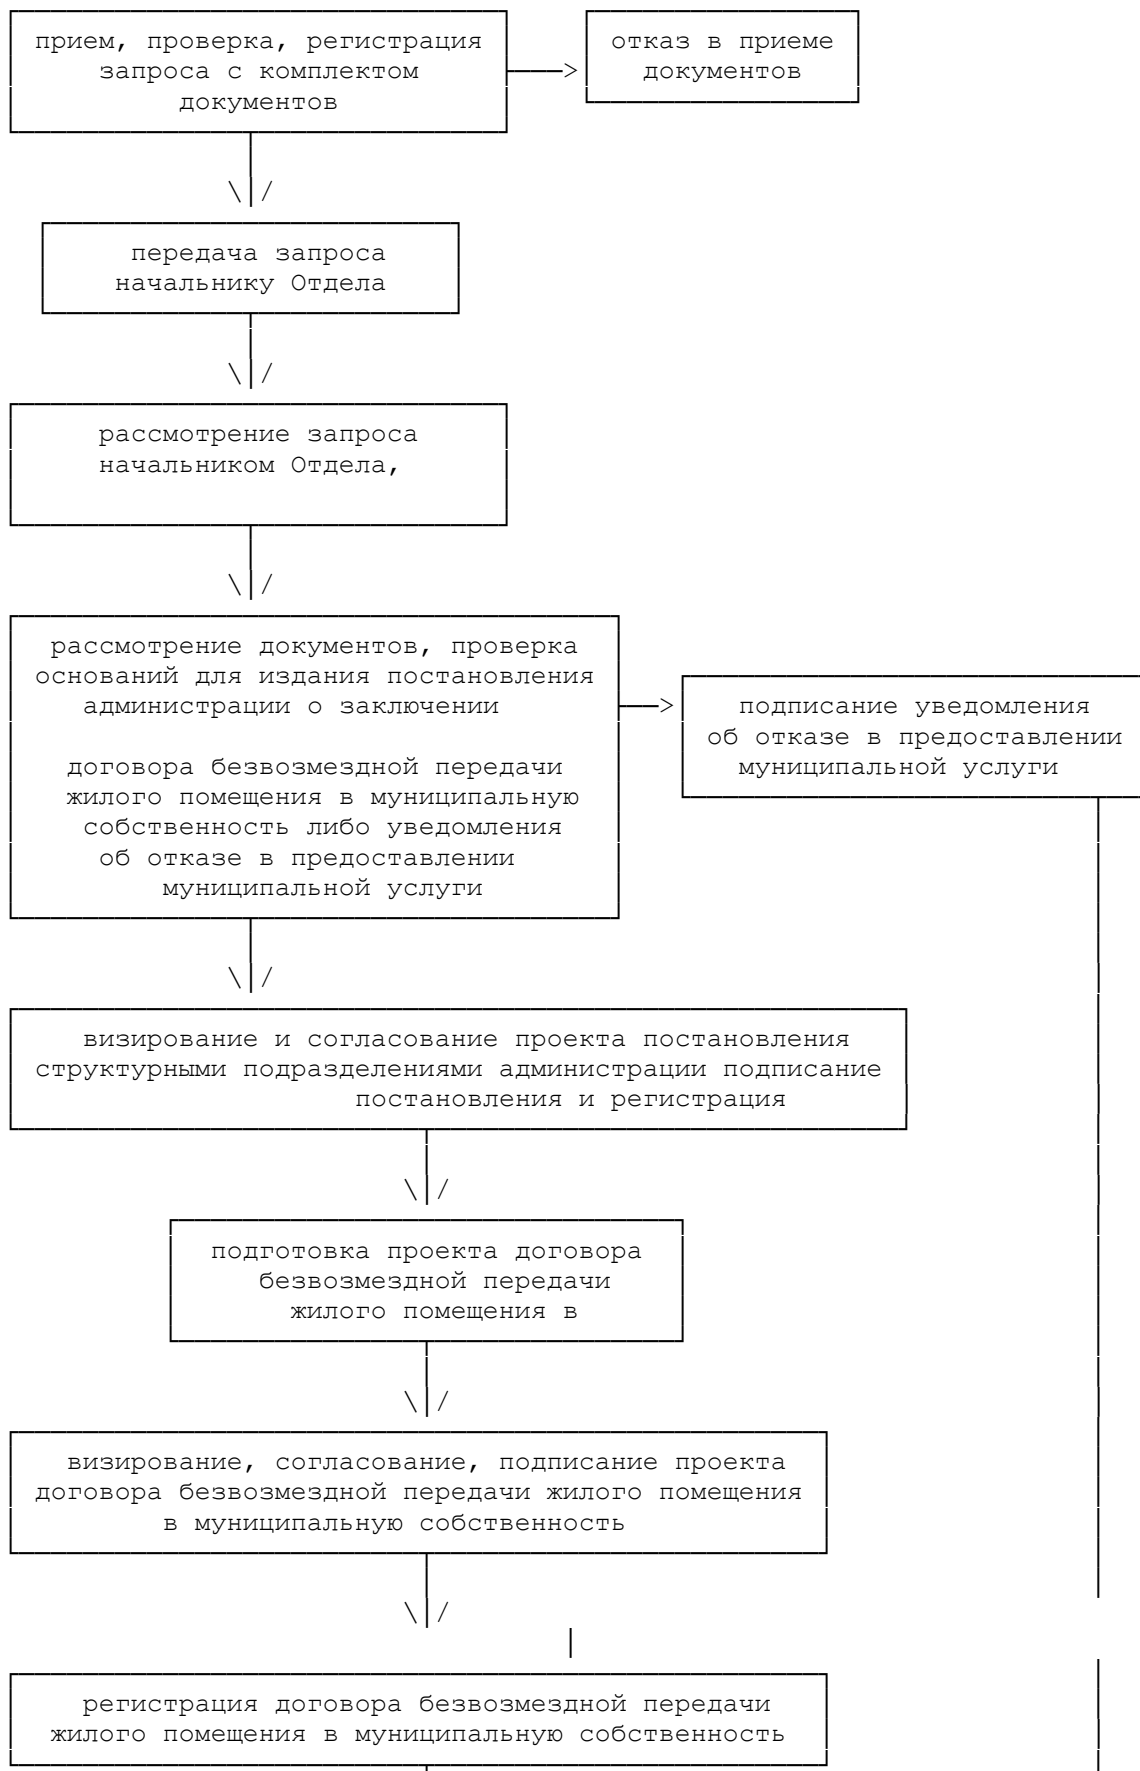 прием, проверка, регистрация
запроса с комплектом
документов
отказ в приеме
документов
передача запроса
начальнику Отдела
рассмотрение запроса
начальником Отдела,
рассмотрение документов, проверка
оснований для издания постановления
администрации о заключении
договора безвозмездной передачи
жилого помещения в муниципальную
собственность либо уведомления
об отказе в предоставлении
муниципальной услуги
подписание уведомления
об отказе в предоставлении
муниципальной услуги
визирование и согласование проекта постановления
структурными подразделениями администрации подписание
постановления и регистрация
подготовка проекта договора
безвозмездной передачи
жилого помещения в
визирование, согласование, подписание проекта
договора безвозмездной передачи жилого помещения
в муниципальную собственность
регистрация договора безвозмездной передачи
жилого помещения в муниципальную собственность